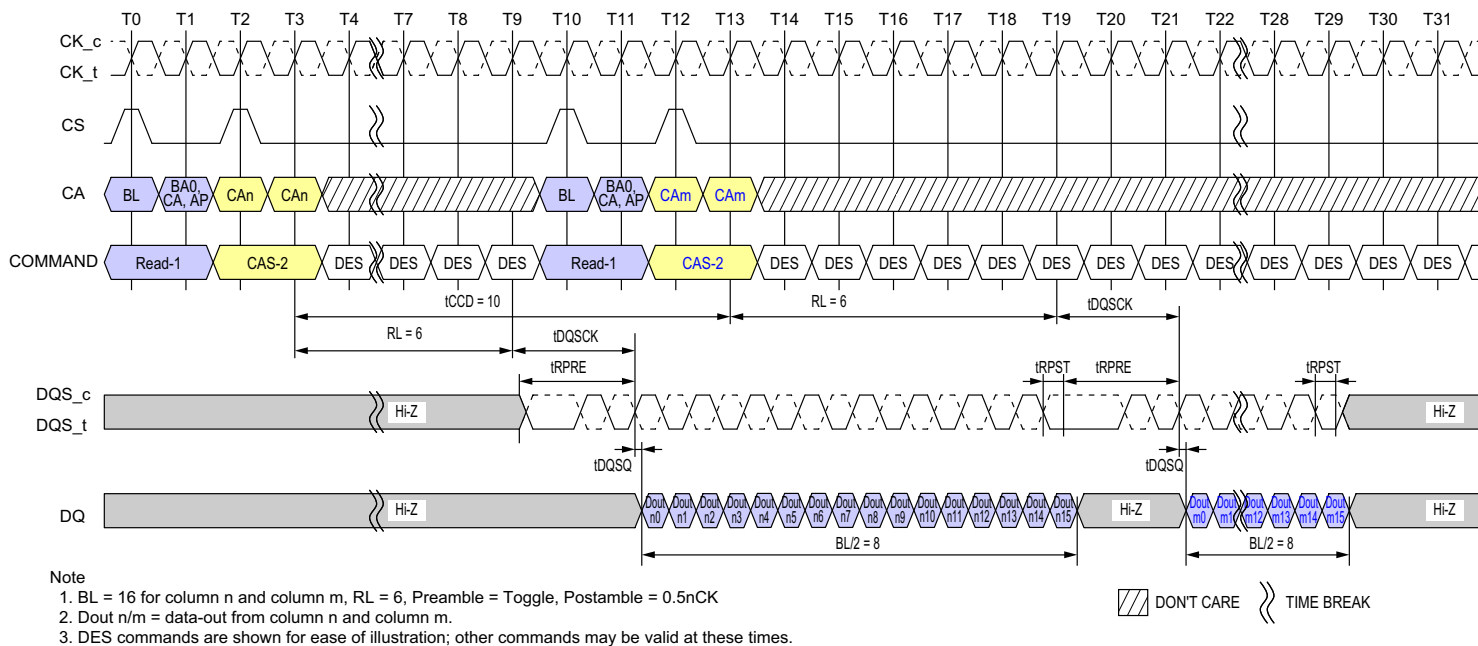 T0 T1 T2 T3 T4 T7 T8 T9 T10 T11 T12 T13 T14 T15 T16 T17 T18 T19 T20 T21 T22 T28 T29 T30 T31
CK_c
CK_t
CS
CA BL BA0, CA, AP CAn CAn BL BA0, CA, AP CAm CAm
COMMAND Read-1 CAS-2 DES DES DES DES Read-1 CAS-2 DES DES DES DES DES DES DES DES DES DES DES DES DES
tCCD = 10 RL = 6 tDQSCK
RL = 6 tDQSCK
tRPRE tRPST tRPRE tRPST
DQS_c
DQS_t
Hi-Z Hi-Z
tDQSQ tDQSQ
DQ Hi-Z Dout n0 Dout n1 Dout n2 Dout n3 Dout n4 Dout n5 Dout n6 Dout n7 Dout n8 Dout n9 Dout n10 Dout n11 Dout n12 Dout n13 Dout n14 Dout n15 Hi-Z Dout m0 Dout m1 Dout m12 Dout m13 Dout m14 Dout m15 Hi-Z
BL/2 = 8 BL/2 = 8
Note
1. BL = 16 for column n and column m, RL = 6, Preamble = Toggle, Postamble = 0.5nCK
2. Dout n/m = data-out from column n and column m.
3. DES commands are shown for ease of illustration; other commands may be valid at these times.
DON'T CARE TIME BREAK